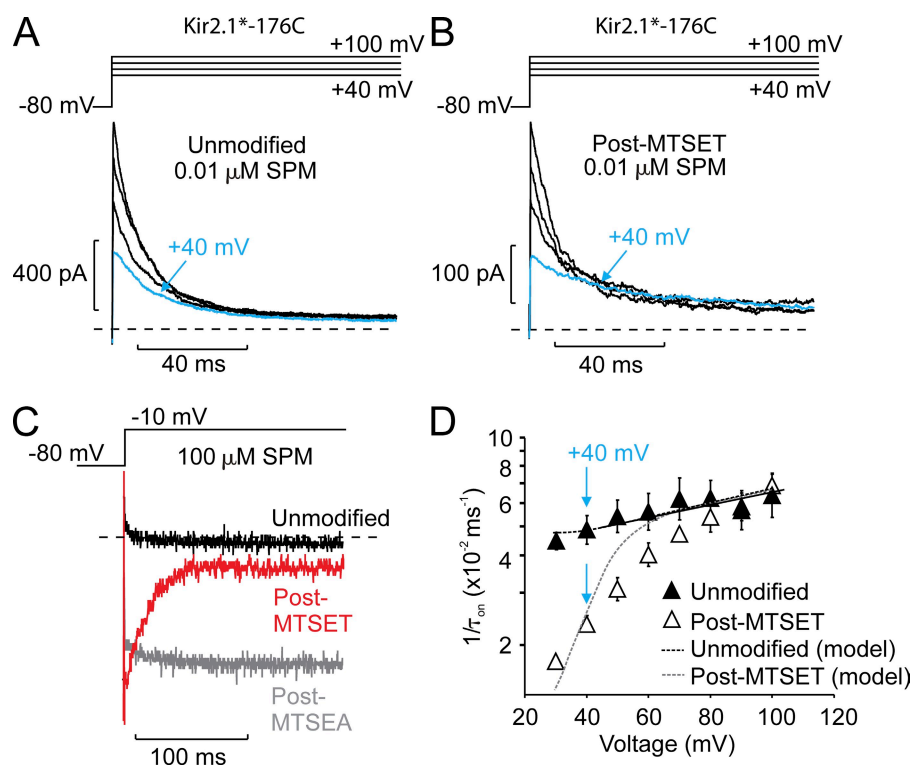 A
Kir2.1*-176C
+100 mV
-80 mV
+40 mV
Unmodified
0.01 μM SPM
+40 mV
400 pA
40 ms
B
Kir2.1*-176C
+100 mV
-80 mV
+40 mV
Post-MTSET
0.01 μM SPM
+40 mV
100 pA
40 ms
C
-10 mV
-80 mV
100 μM SPM
Unmodified
Post-
MTSET
Post-
MTSEA
100 ms
D
+40 mV
10
8
6
4
2
1/τon (x10-2 ms-1)
Unmodified
Post-MTSET
Unmodified (model)
Post-MTSET (model)
20 40 60 80 100 120
Voltage (mV)